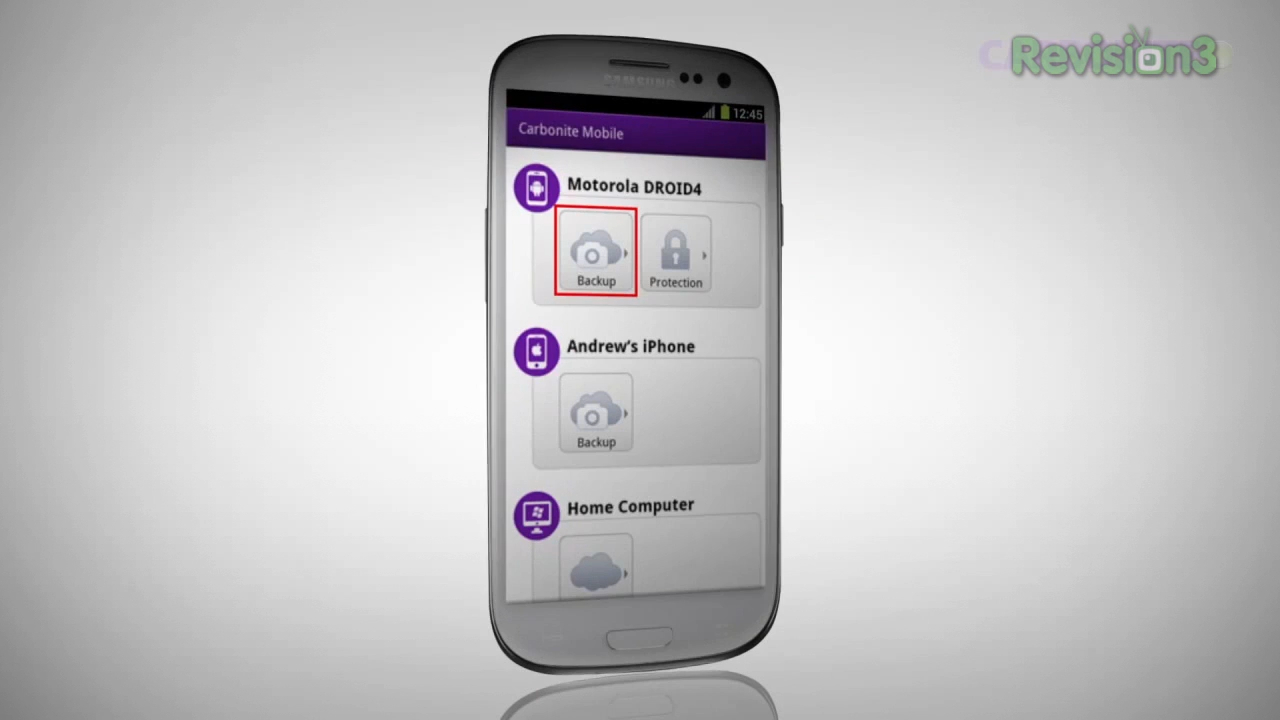 Revision3
SAMSUNG
12:45
Carbonite Mobile
Motorola DROID4
Backup
Protection
Andrew's iPhone
Backup
Home Computer